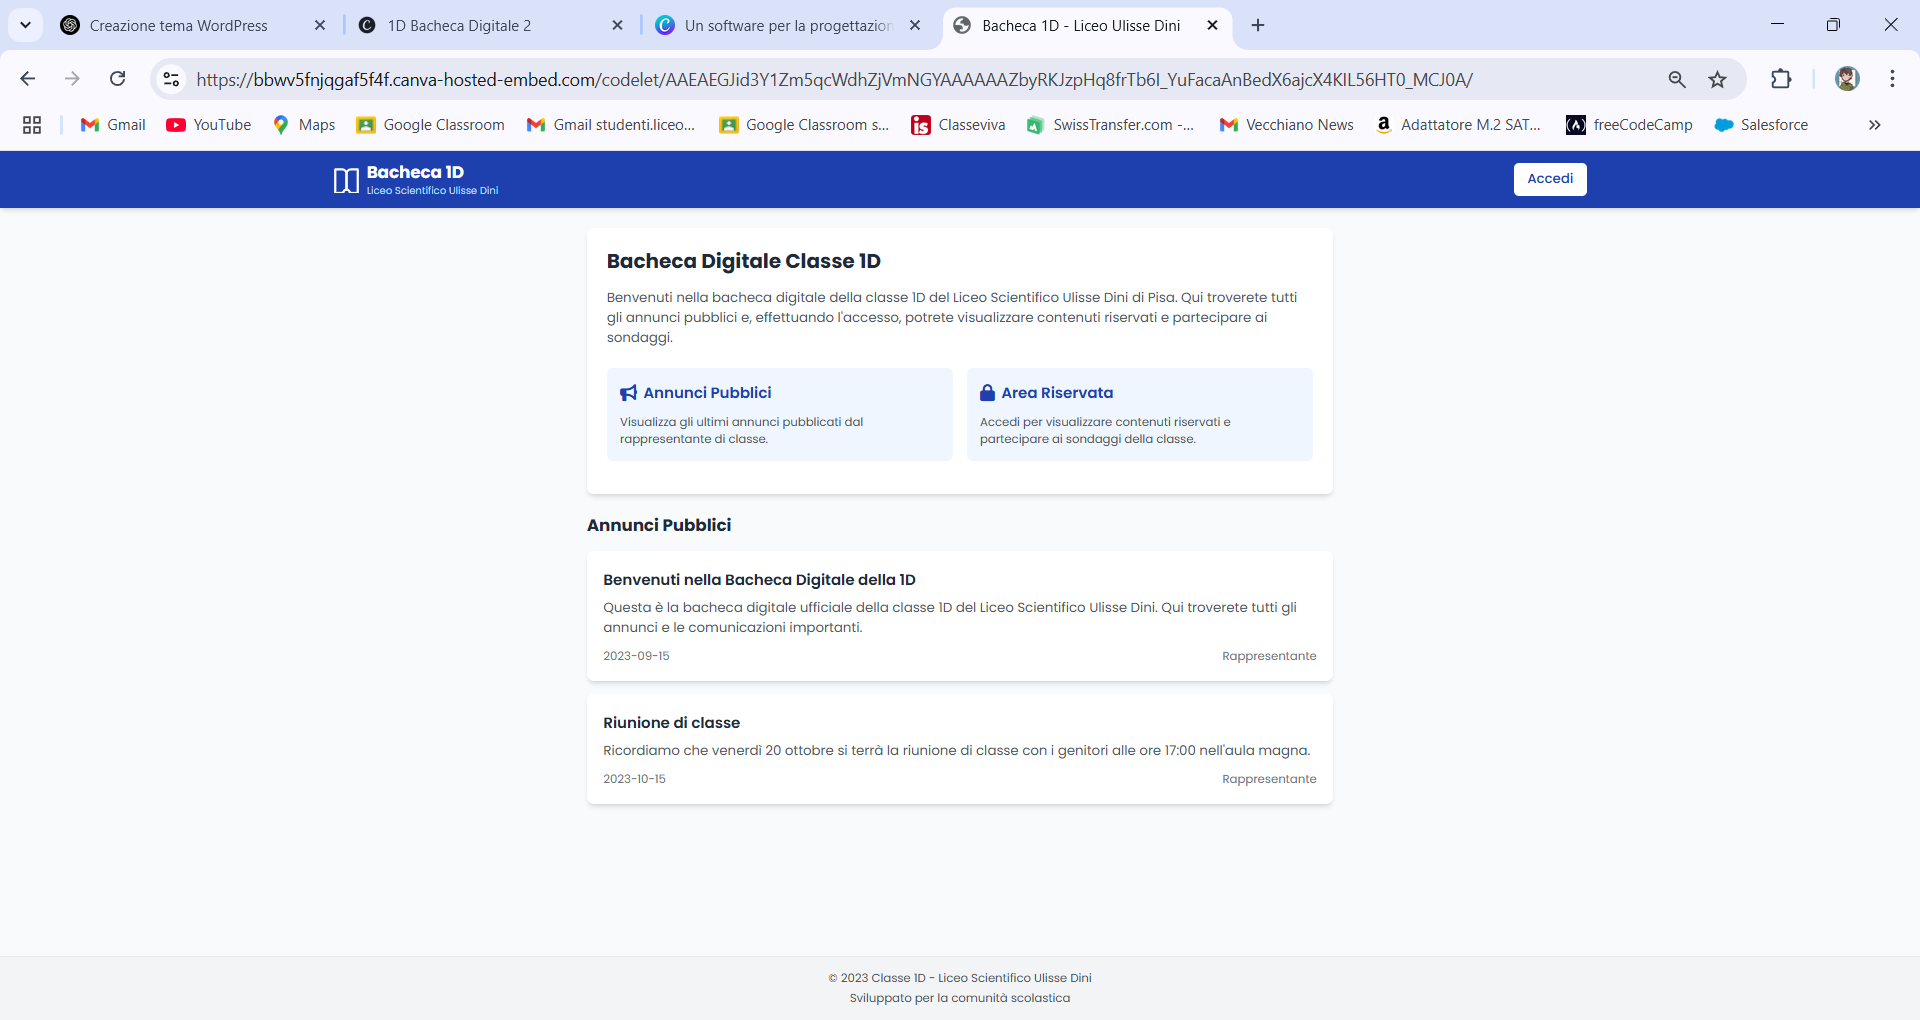 Creazione tema WordPress
1D Bacheca Digitale 2
Un software per la progettazion
Bacheca 1D - Liceo Ulisse Dini
https://bbwv5fnjqgaf5f4f.canva-hosted-embed.com/codelet/AAEAEGJid3Y1Zm5qcWdhZjVmNGYAAAAAAZbyRKJzpHq8frTb6I_YuFacaAnBedX6ajcX4KIL56HT0_MCJ0A/
Gmail
YouTube
Maps
Google Classroom
Gmail studenti.liceo...
Google Classroom s...
Classeviva
SwissTransfer.com -...
Vecchiano News
Adattatore M.2 SAT...
freeCodeCamp
Salesforce
Bacheca 1D
Liceo Scientifico Ulisse Dini
Accedi
Bacheca Digitale Classe 1D
Benvenuti nella bacheca digitale della classe 1D del Liceo Scientifico Ulisse Dini di Pisa. Qui troverete tutti
gli annunci pubblici e, effettuando l'accesso, potrete visualizzare contenuti riservati e partecipare ai
sondaggi.
Annunci Pubblici
Visualizza gli ultimi annunci pubblicati dal
rappresentante di classe.
Area Riservata
Accedi per visualizzare contenuti riservati e
partecipare ai sondaggi della classe.
Annunci Pubblici
Benvenuti nella Bacheca Digitale della 1D
Questa è la bacheca digitale ufficiale della classe 1D del Liceo Scientifico Ulisse Dini. Qui troverete tutti gli
annunci e le comunicazioni importanti.
2023-09-15
Rappresentante
Riunione di classe
Ricordiamo che venerdì 20 ottobre si terrà la riunione di classe con i genitori alle ore 17:00 nell'aula magna.
2023-10-15
Rappresentante
© 2023 Classe 1D - Liceo Scientifico Ulisse Dini
Sviluppato per la comunità scolastica